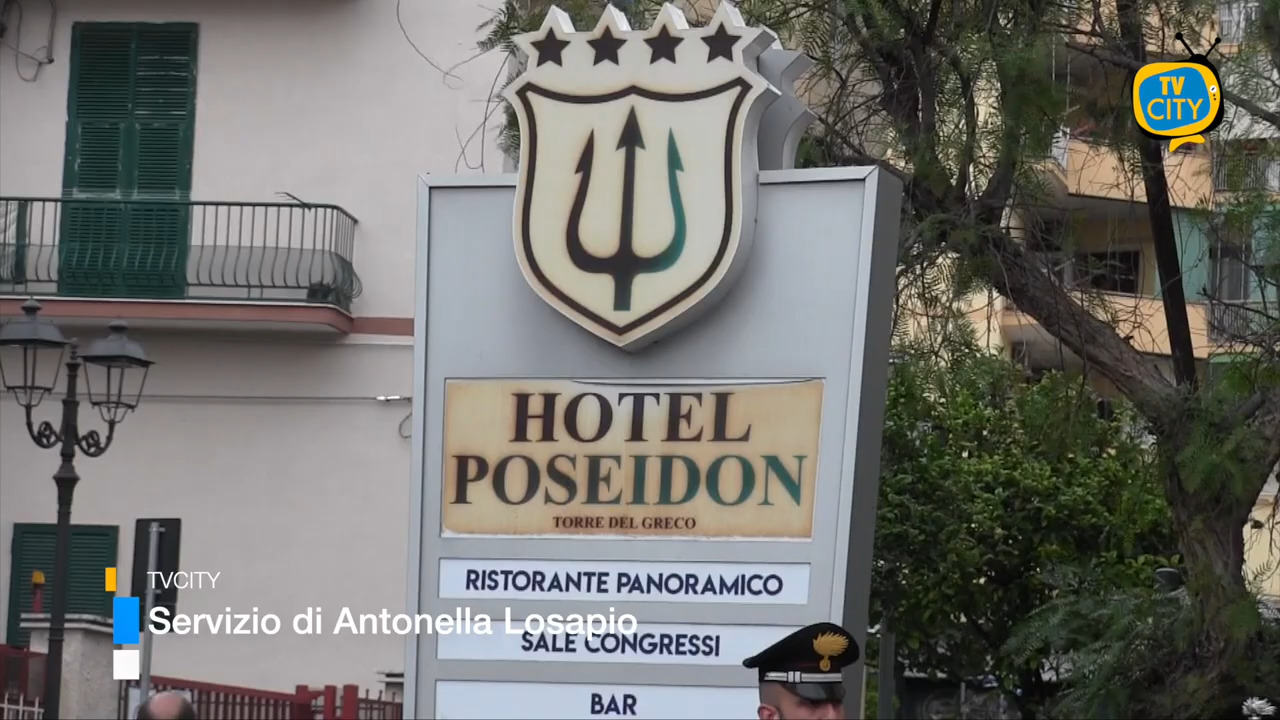 TV
CITY
HOTEL
POSEIDON
TORRE DEL GRECO
RISTORANTE PANORAMICO
TVCITY
Servizio di Antonella Losapio
SALE CONGRESSI
BAR